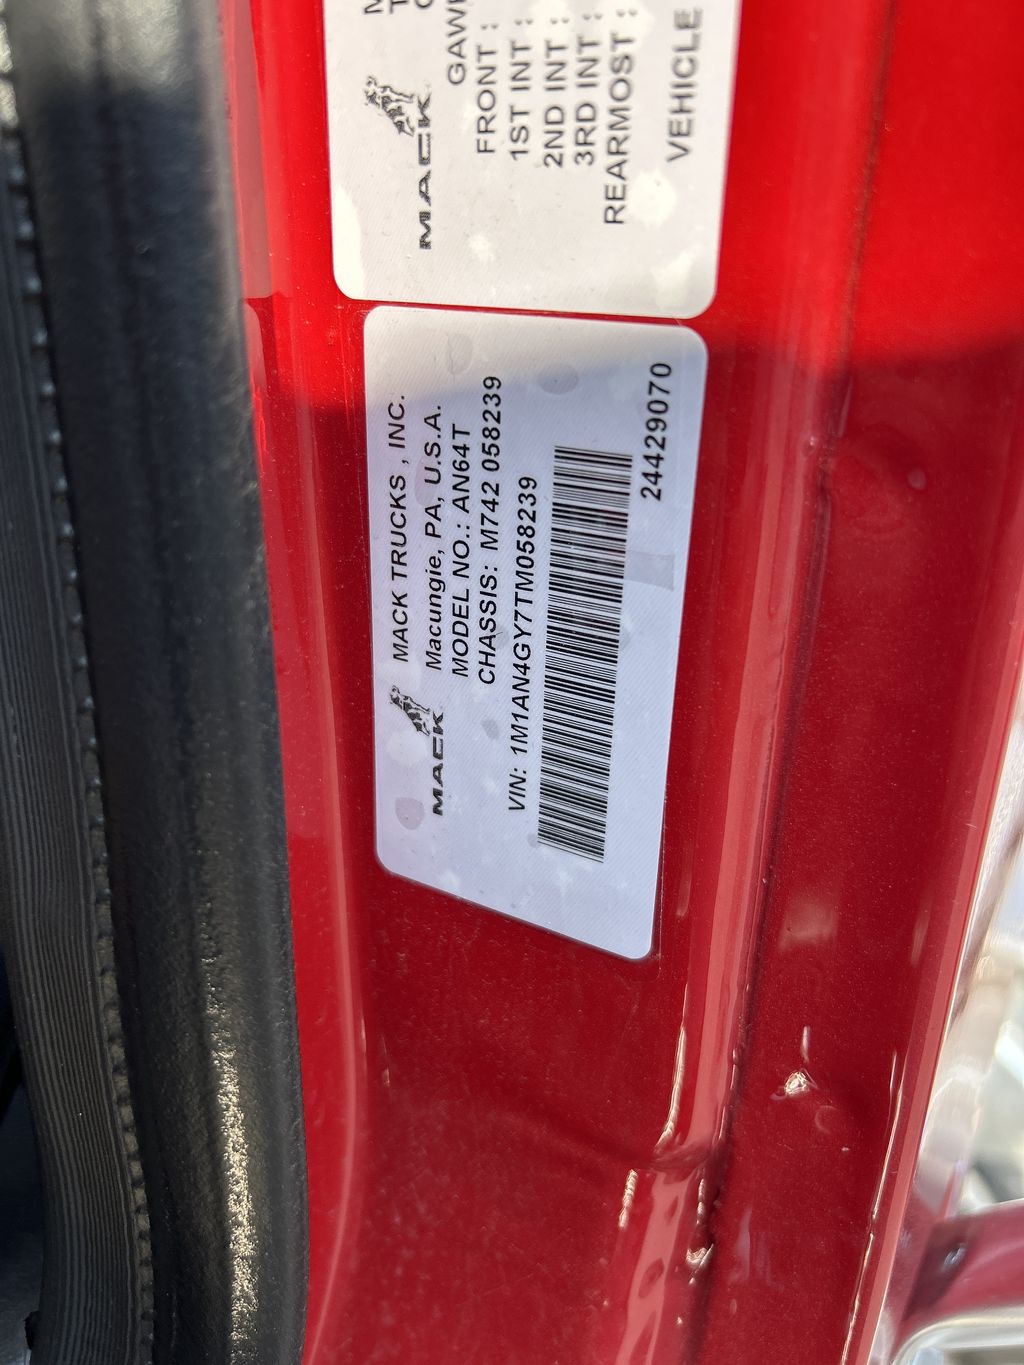 MACK
GAW
FRONT :
1ST INT :
2ND INT :
3RD INT :
REARMOST :
VEHICLE
MACK
MACK TRUCKS , INC.
Macungie, PA, U.S.A.
MODEL NO.: AN64T
CHASSIS: M742 058239
VIN: 1M1AN4GY7TM058239
24429070